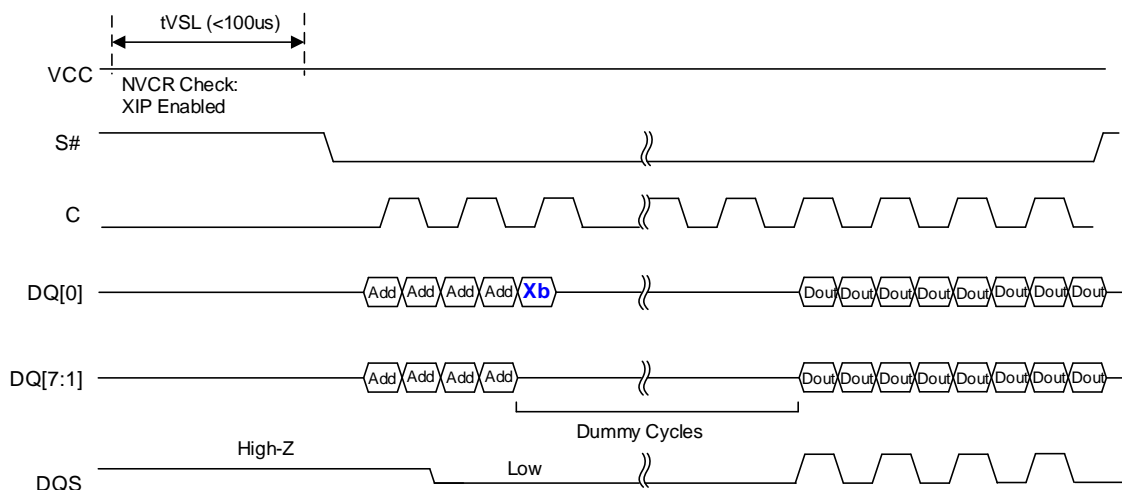 tVSL (<100us)
VCC
NVCR Check:
XIP Enabled
S#
C
DQ[0] Add Add Add Add Xb Dout Dout Dout Dout Dout Dout Dout Dout
DQ[7:1] Add Add Add Add Dout Dout Dout Dout Dout Dout Dout Dout
Dummy Cycles
High-Z
Low
DQS